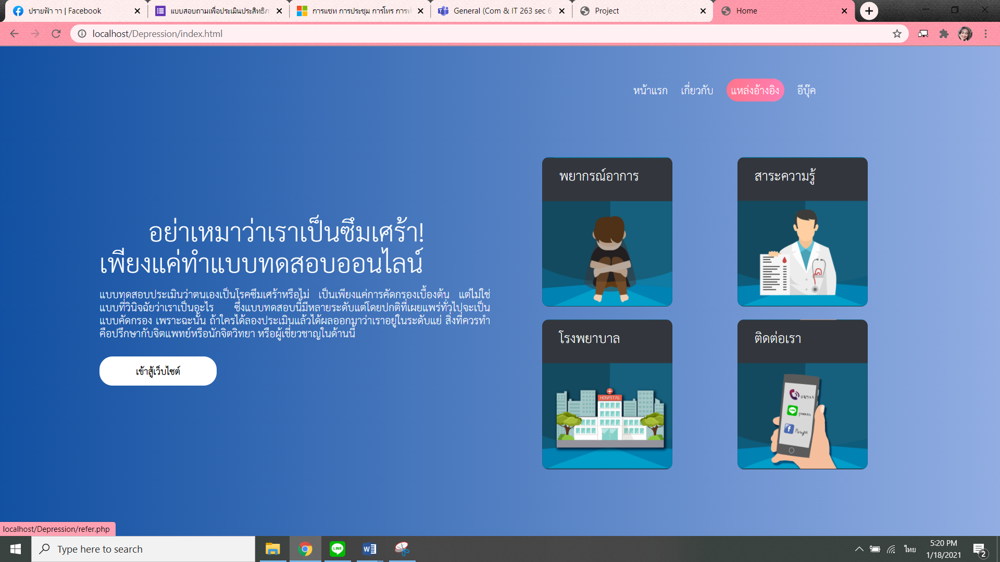 ปรายฟ้า าา | Facebook
แบบสอบถามเพื่อประเมินประสิทธิภ
การแชท การประชุม การโทร การทำ
General (Com & IT 263 sec 6
Project
Home
localhost/Depression/index.html
หน้าแรก
เกี่ยวกับ
แหล่งอ้างอิง
อีบุ๊ค
อย่าเหมาว่าเราเป็นซึมเศร้า!
เพียงแค่ทำแบบทดสอบออนไลน์
แบบทดสอบประเมินว่าตนเองเป็นโรคซึมเศร้าหรือไม่ เป็นเพียงแค่การคัดกรองเบื้องต้น แต่ไม่ใช่
แบบที่วินิจฉัยว่าเราเป็นอะไร ซึ่งแบบทดสอบนี้มีหลายระดับแต่โดยปกติที่เผยแพร่ทั่วไปจะเป็น
แบบคัดกรอง เพราะฉะนั้น ถ้าใครได้ลองประเมินแล้วได้ผลออกมาว่าเราอยู่ในระดับแย่ สิ่งที่ควรทำ
คือปรึกษากับจิตแพทย์หรือนักจิตวิทยา หรือผู้เชี่ยวชาญในด้านนี้
เข้าสู้เว็บไซต์
พยากรณ์อาการ
สาระความรู้
โรงพยาบาล
HOSPITAL
ติดต่อเรา
LINE
localhost/Depression/refer.php
Type here to search
LINE
ไทย
5:20 PM
1/18/2021
2